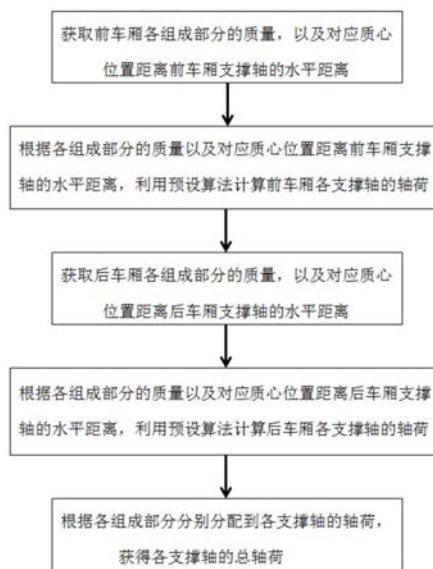 获取前车厢各组成部分的质量，以及对应质心
位置距离前车厢支撑轴的水平距离
根据各组成部分的质量以及对应质心位置距离前车厢支撑
轴的水平距离，利用预设算法计算前车厢各支撑轴的轴荷
获取后车厢各组成部分的质量，以及对应质心
位置距离后车厢支撑轴的水平距离
根据各组成部分的质量以及对应质心位置距离后车厢支撑
轴的水平距离，利用预设算法计算后车厢各支撑轴的轴荷
根据各组成部分分别分配到各支撑轴的轴荷，
获得各支撑轴的总轴荷